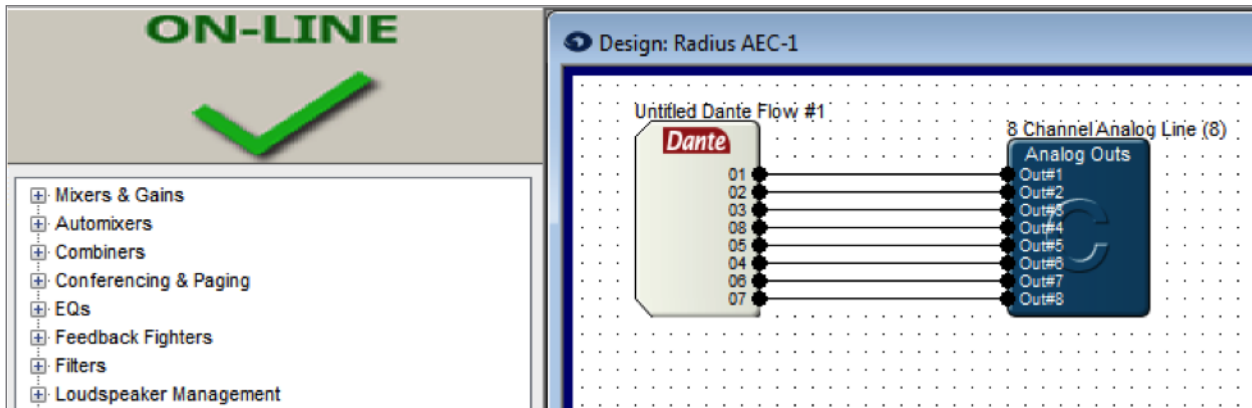 ON-LINE
Mixers & Gains
Automixers
Combiners
Conferencing & Paging
EQs
Feedback Fighters
Filters
Loudspeaker Management
Design: Radius AEC-1
Untitled Dante Flow #1
Dante
01
02
03
08
05
04
06
07
8 Channel Analog Line (8)
Analog Outs
Out#1
Out#2
Out#3
Out#4
Out#5
Out#6
Out#7
Out#8